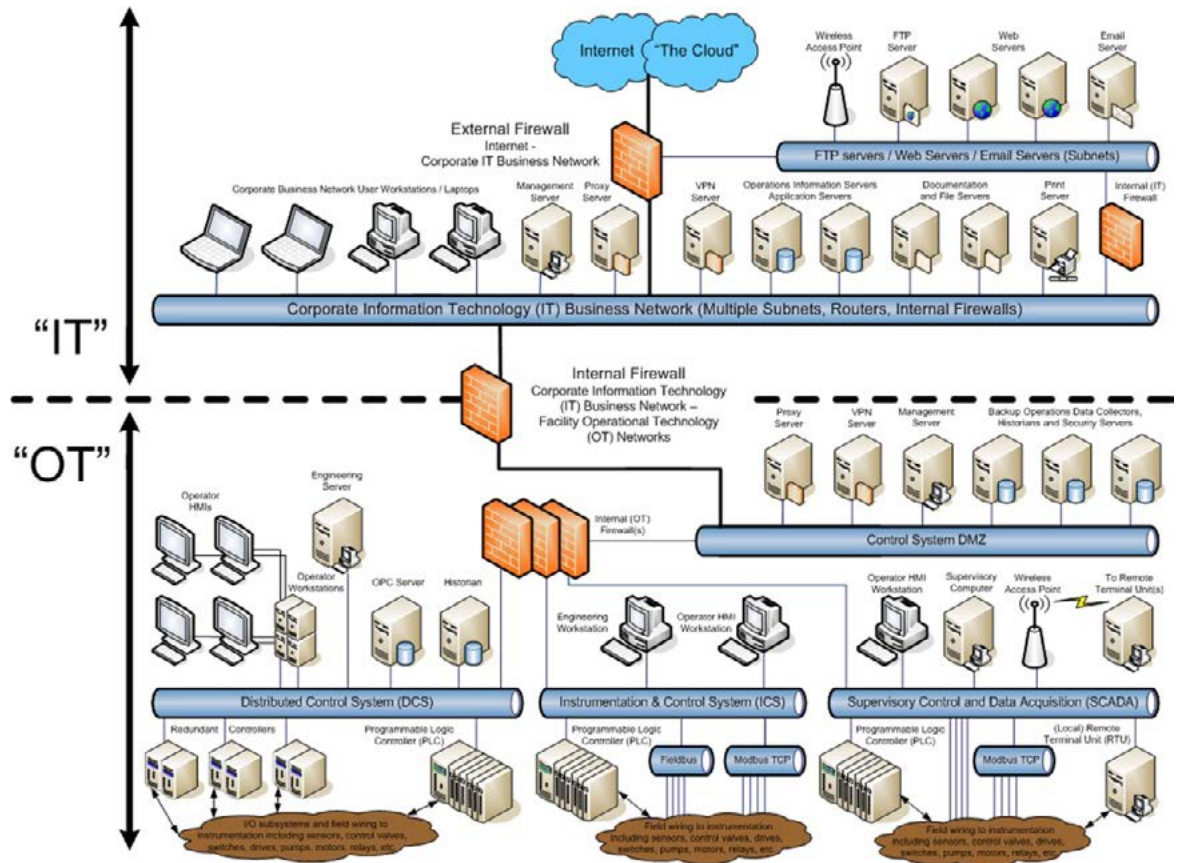 Internet
"The Cloud"
Wireless
Access Point
FTP
Server
Web
Servers
Email
Server
External Firewall
Internet -
Corporate IT Business Network
FTP servers / Web Servers / Email Servers (Subnets)
Corporate Business Network User Workstations / Laptops
Management
Server
Proxy
Server
VPN
Server
Operations Information Servers
Application Servers
Documentation
and File Servers
Print
Server
Internal (IT)
Firewall
Corporate Information Technology (IT) Business Network (Multiple Subnets, Routers, Internal Firewalls)
"IT"
Internal Firewall
Corporate Information Technology
(IT) Business Network –
Facility Operational Technology
(OT) Networks
Proxy
Server
VPN
Server
Management
Server
Backup Operations Data Collectors,
Historians and Security Servers
"OT"
Engineering
Server
Operator
HMIs
Internal (OT)
Firewall(s)
Control System DMZ
Operator
Workstations
OPC Server
Historian
Engineering
Workstation
Operator HMI
Workstation
Operator HMI
Workstation
Supervisory
Computer
Wireless
Access Point
To Remote
Terminal Unit(s)
Distributed Control System (DCS)
Instrumentation & Control System (ICS)
Supervisory Control and Data Acquisition (SCADA)
Redundant
Controllers
Programmable Logic
Controller (PLC)
Programmable Logic
Controller (PLC)
Fieldbus
Modbus TCP
Programmable Logic
Controller (PLC)
Modbus TCP
(Local) Remote
Terminal Unit (RTU)
I/O subsystems and field wiring to
instrumentation including sensors, control valves,
switches, drives, pumps, motors, relays, etc.
Field wiring to instrumentation
including sensors, control valves, drives,
switches, pumps, motors, relays, etc.
Field wiring to instrumentation
including sensors, control valves, drives,
switches, pumps, motors, relays, etc.